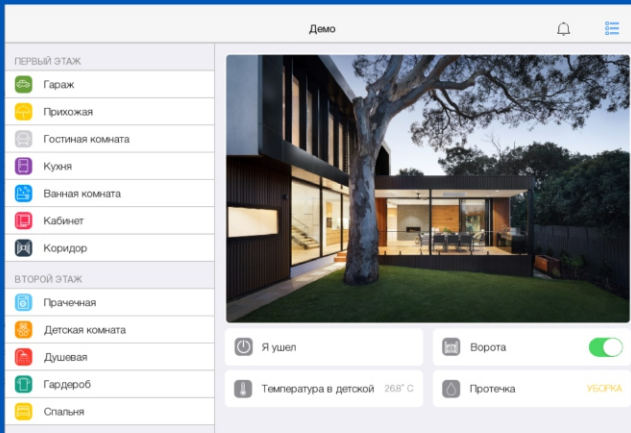 Демо
ПЕРВЫЙ ЭТАЖ
Гараж
Прихожая
Гостиная комната
Кухня
Ванная комната
Кабинет
Коридор
ВТОРОЙ ЭТАЖ
Прачечная
Детская комната
Душевая
Гардероб
Спальня
Я ушел
Ворота
Температура в детской 26.8° C
Протечка УБОРКА